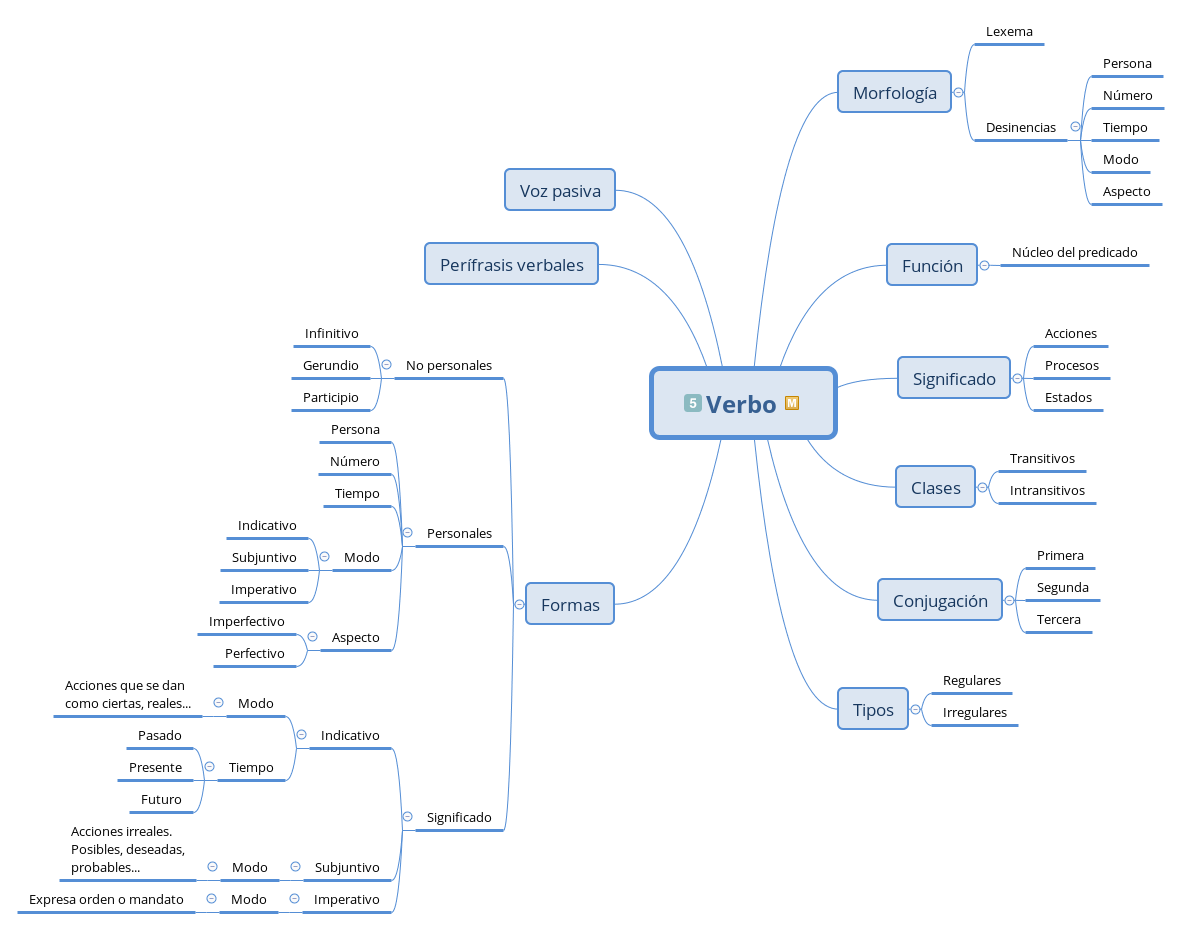 5 Verbo M
Morfología
Lexema
Desinencias
Persona
Número
Tiempo
Modo
Aspecto
Función
Núcleo del predicado
Significado
Acciones
Procesos
Estados
Clases
Transitivos
Intransitivos
Conjugación
Primera
Segunda
Tercera
Tipos
Regulares
Irregulares
Voz pasiva
Perífrasis verbales
Formas
No personales
Infinitivo
Gerundio
Participio
Personales
Persona
Número
Tiempo
Modo
Indicativo
Subjuntivo
Imperativo
Aspecto
Imperfectivo
Perfectivo
Significado
Indicativo
Modo
Acciones que se dan
como ciertas, reales...
Tiempo
Pasado
Presente
Futuro
Subjuntivo
Modo
Acciones irreales.
Posibles, deseadas,
probables...
Imperativo
Modo
Expresa orden o mandato